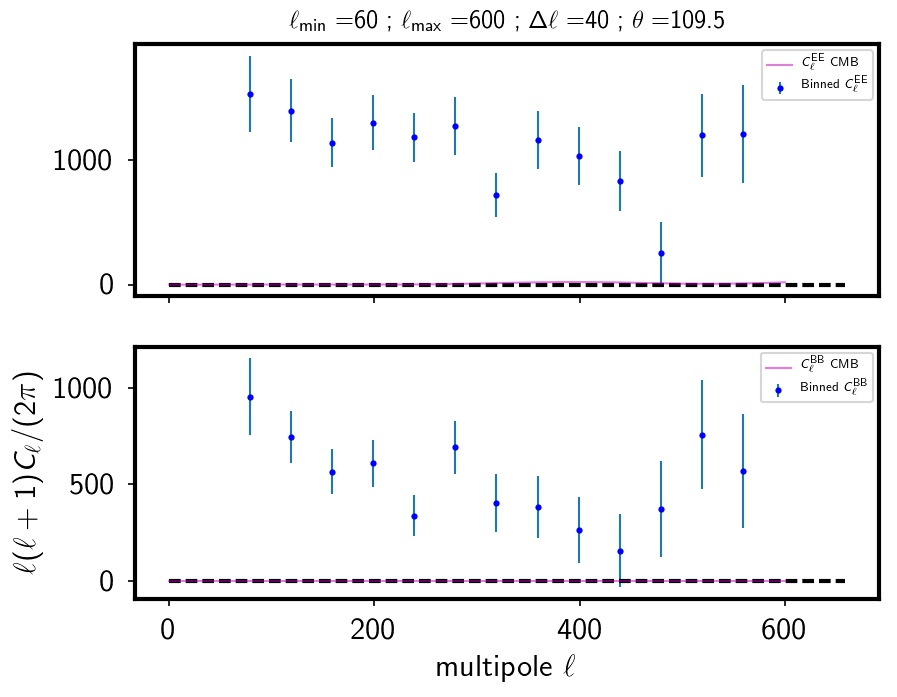 ℓmin =60 ; ℓmax =600 ; Δℓ =40 ; θ =109.5
1000
0
C_ℓ^EE CMB
Binned C_ℓ^EE
1000
500
0
C_ℓ^BB CMB
Binned C_ℓ^BB
ℓ(ℓ + 1)C_ℓ/(2π)
0 200 400 600
multipole ℓ